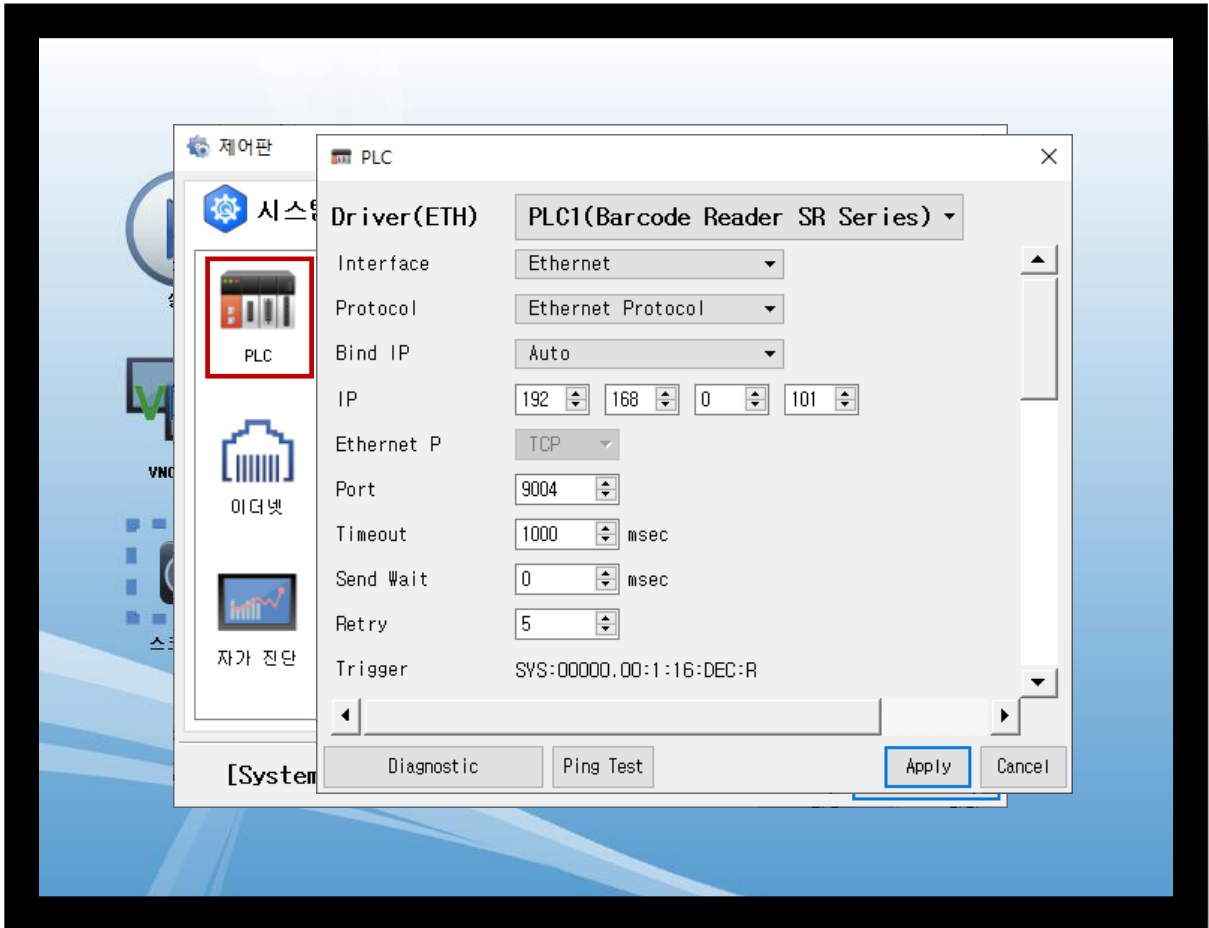 제어판
PLC
시스
Driver(ETH) PLC1(Barcode Reader SR Series)
Interface Ethernet
Protocol Ethernet Protocol
Bind IP Auto
IP 192 168 0 101
Ethernet P TCP
Port 9004
Timeout 1000 msec
Send Wait 0 msec
Retry 5
Trigger SYS:00000.00:1:16:DEC:R
PLC
이더넷
자가 진단
VNC
스크
[System
Diagnostic Ping Test Apply Cancel